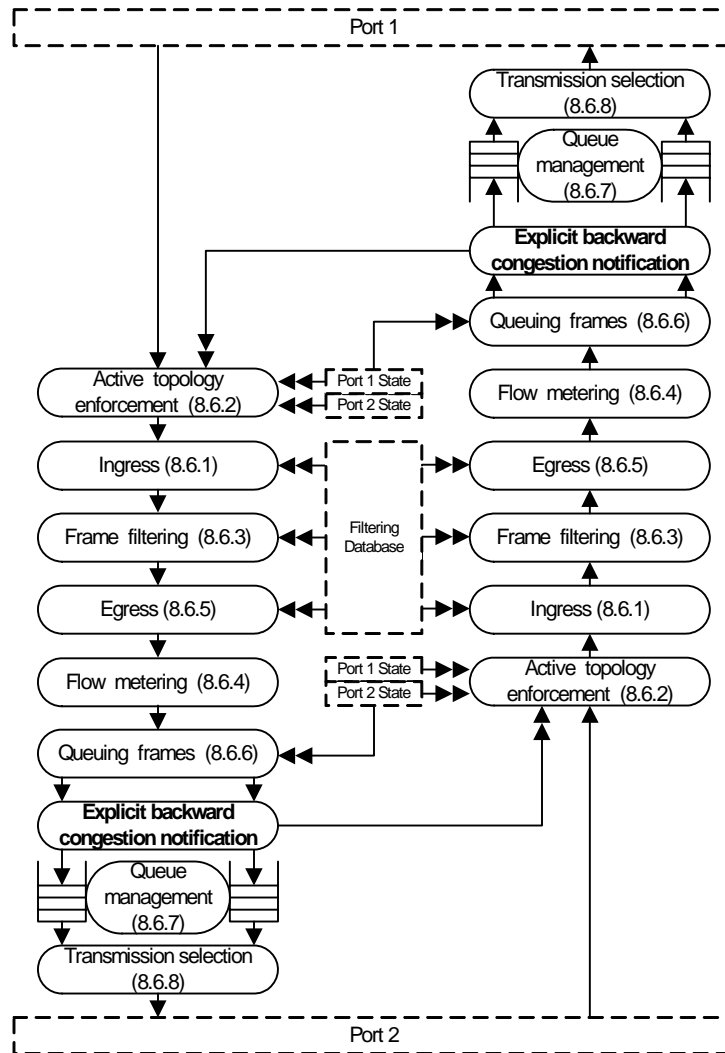 Port 1
Transmission selection
(8.6.8)
Queue
management
(8.6.7)
Explicit backward
congestion notification
Queuing frames (8.6.6)
Active topology
enforcement (8.6.2)
Port 1 State
Port 2 State
Flow metering (8.6.4)
Ingress (8.6.1)
Egress (8.6.5)
Frame filtering (8.6.3)
Filtering
Database
Frame filtering (8.6.3)
Egress (8.6.5)
Ingress (8.6.1)
Flow metering (8.6.4)
Port 1 State
Port 2 State
Active topology
enforcement (8.6.2)
Queuing frames (8.6.6)
Explicit backward
congestion notification
Queue
management
(8.6.7)
Transmission selection
(8.6.8)
Port 2